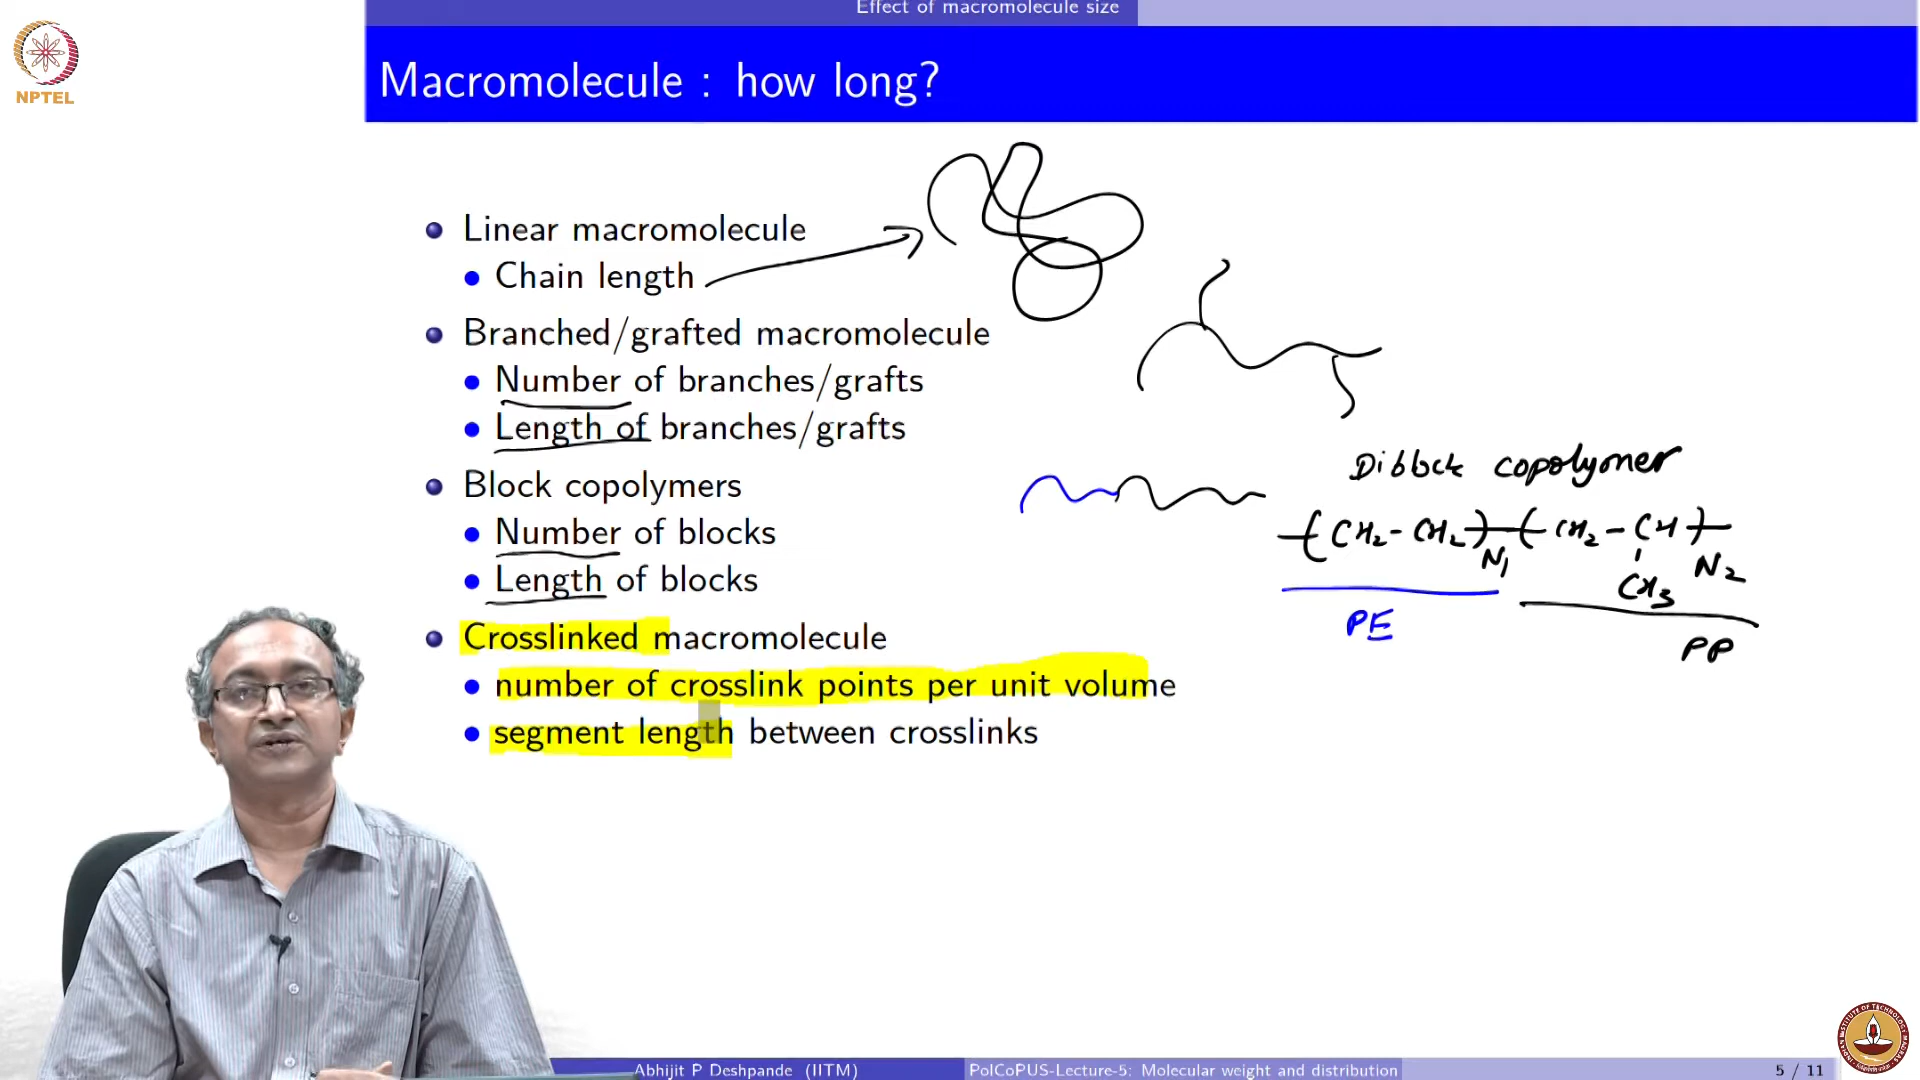 Effect of macromolecule size
NPTEL
Macromolecule : how long?
Linear macromolecule
Chain length
Branched/grafted macromolecule
Number of branches/grafts
Length of branches/grafts
Block copolymers
Number of blocks
Length of blocks
Crosslinked macromolecule
number of crosslink points per unit volume
segment length between crosslinks
Diblock copolymer
-(CH₂-CH₂)N₁-(CH₂-CH)-N₂
CH₃
PE
PP
Abhijit P Deshpande (IITM)
PolCoPUS-Lecture-5: Molecular weight and distribution
5 / 11